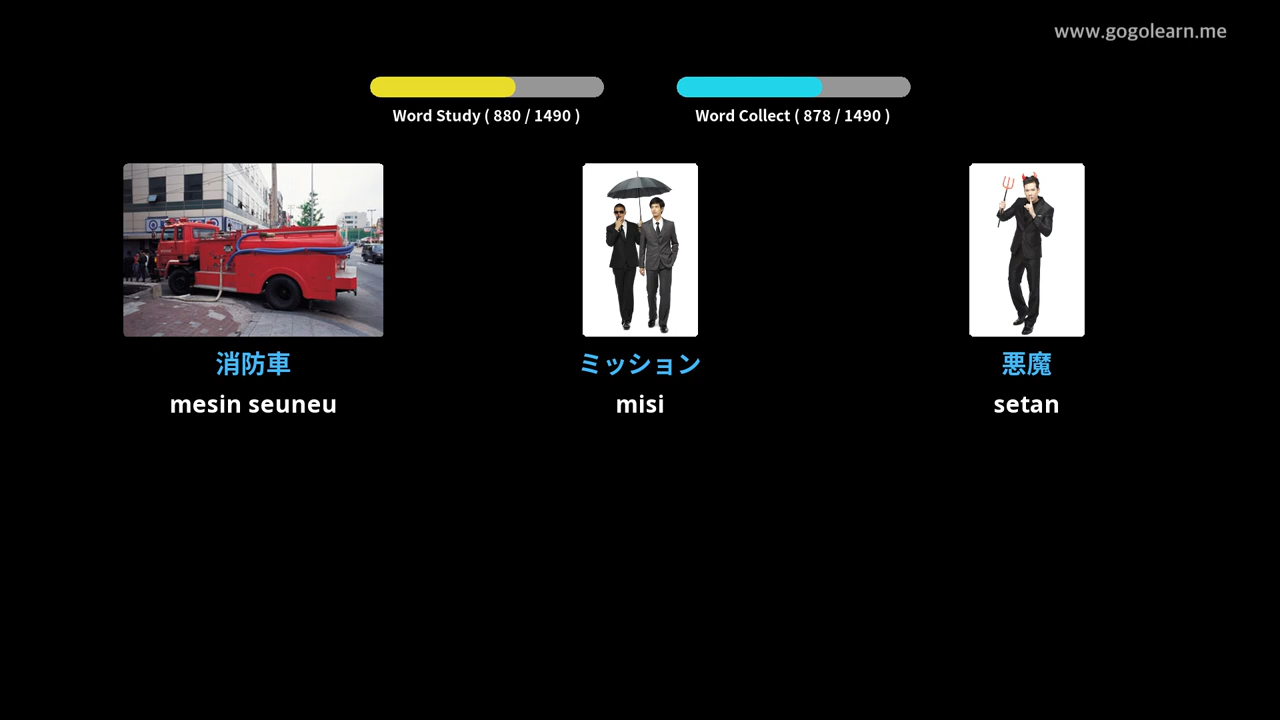 www.gogolearn.me
Word Study ( 880 / 1490 )
Word Collect ( 878 / 1490 )
消防車
mesin seuneu
ミッション
misi
悪魔
setan